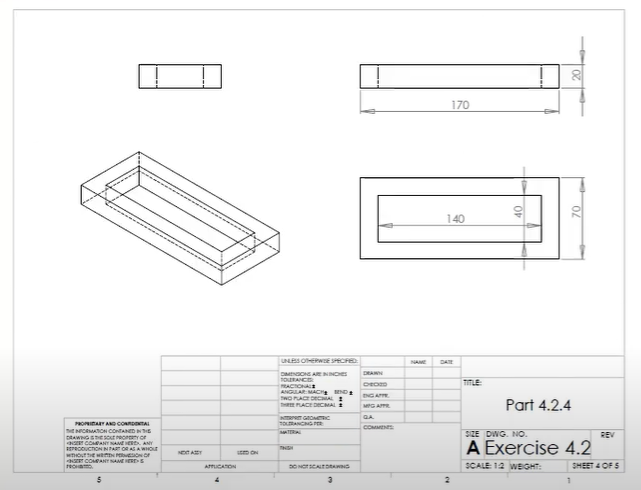 20
170
140
40
70
UNLESS OTHERWISE SPECIFIED:
NAME
DATE
DIMENSIONS ARE IN INCHES
TOLERANCES:
FRACTIONAL±
ANGULAR: MACH± BEND ±
TWO PLACE DECIMAL ±
THREE PLACE DECIMAL ±
INTERPRET GEOMETRIC
TOLERANCING PER:
MATERIAL
FINISH
DO NOT SCALE DRAWING
DRAWN
CHECKED
ENG APPR.
MFG APPR.
Q.A.
COMMENTS:
TITLE:
Part 4.2.4
SIZE DWG. NO. REV
A Exercise 4.2
SCALE: 1:2 WEIGHT: SHEET 4 OF 5
PROPRIETARY AND CONFIDENTIAL
THE INFORMATION CONTAINED IN THIS
DRAWING IS THE SOLE PROPERTY OF
<INSERT COMPANY NAME HERE>. ANY
REPRODUCTION IN PART OR AS A WHOLE
WITHOUT THE WRITTEN PERMISSION OF
<INSERT COMPANY NAME HERE> IS
PROHIBITED.
NEXT ASSY USED ON
APPLICATION
5 4 3 2 1